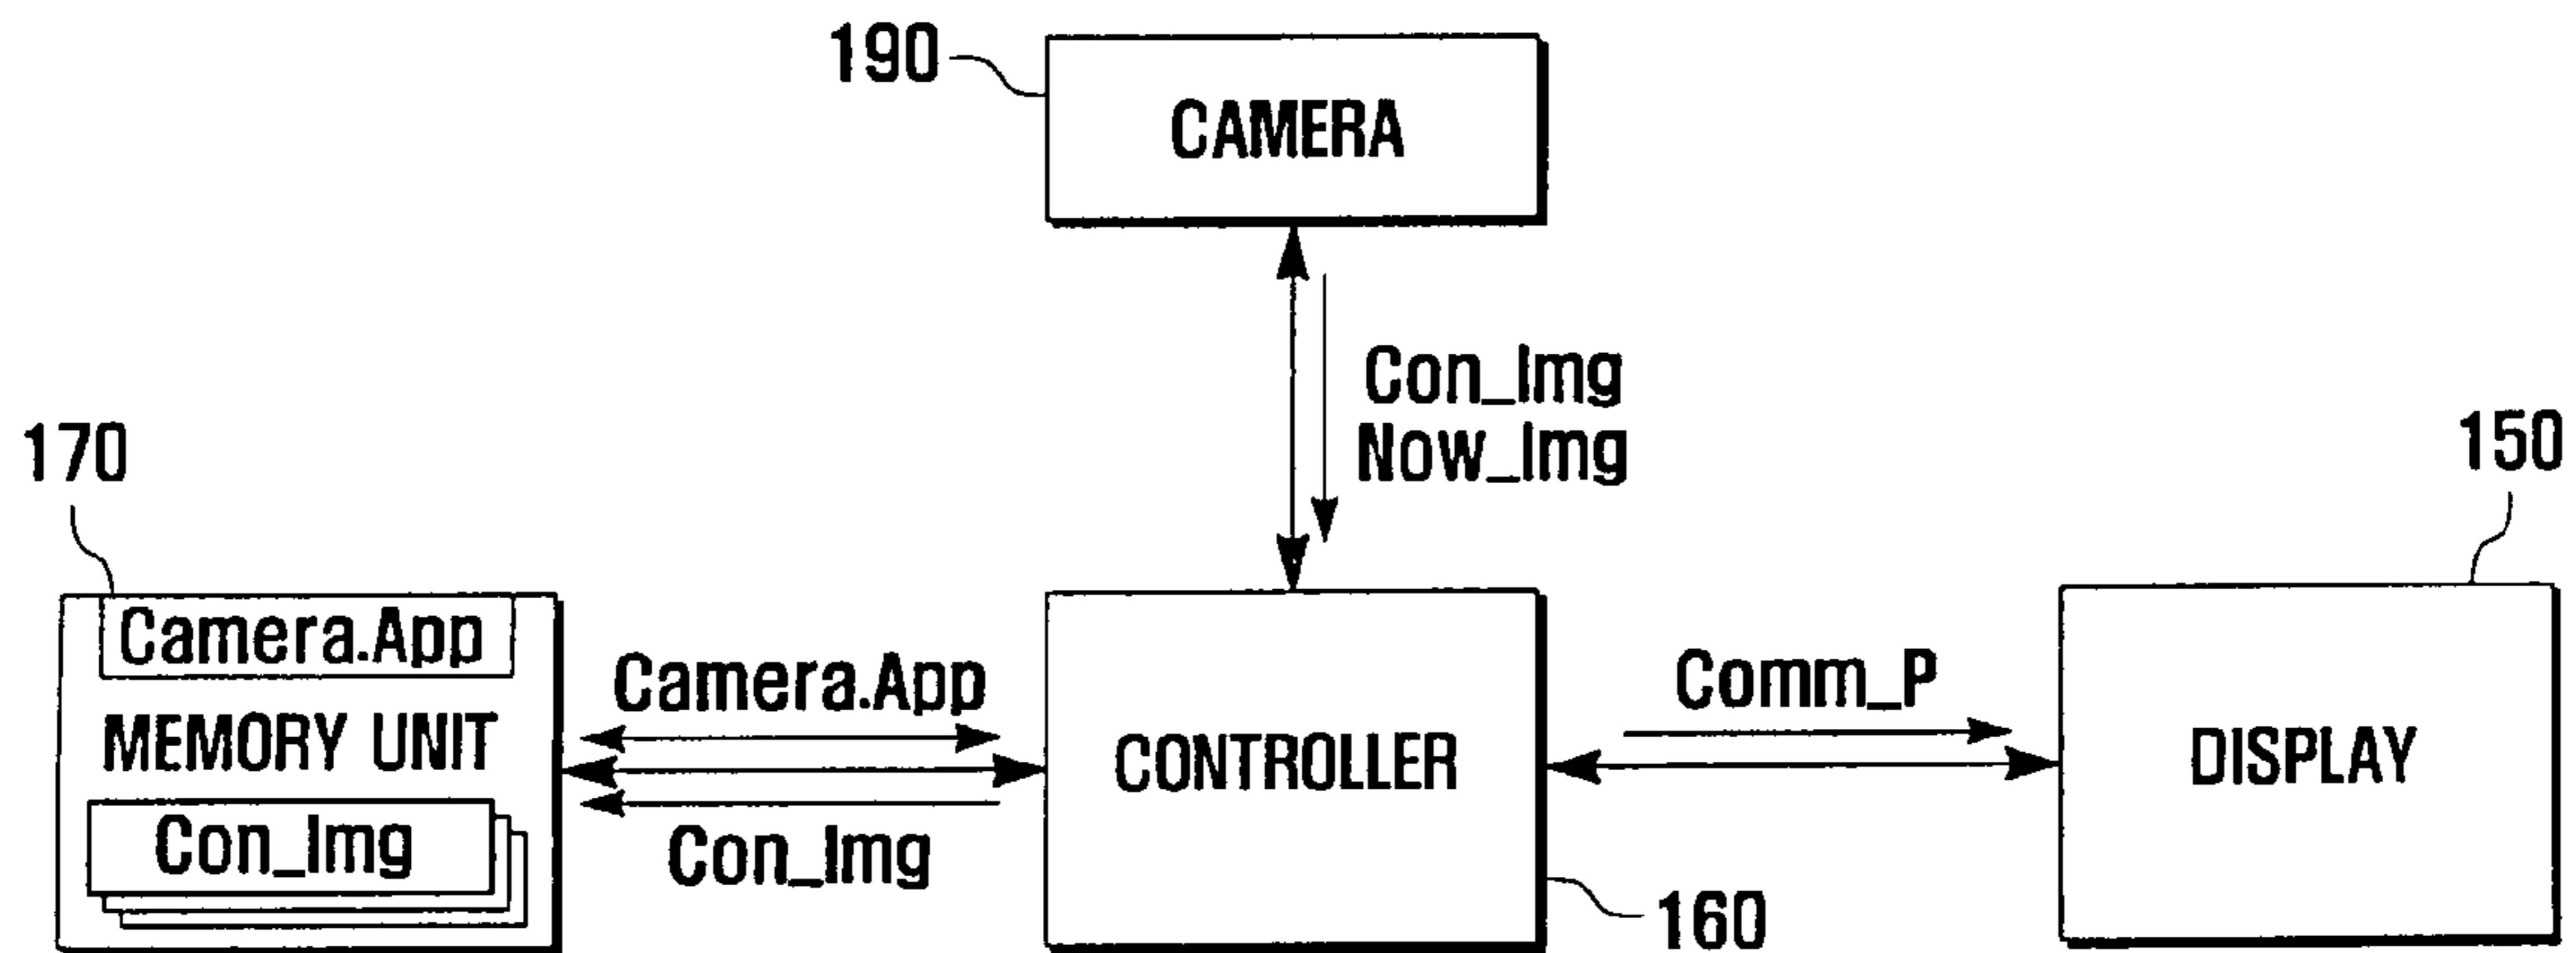 190
CAMERA
Con_Img
Now_Img
170
150
Camera.App
MEMORY UNIT
Con_Img
Camera.App
Con_Img
CONTROLLER
160
Comm_P
DISPLAY